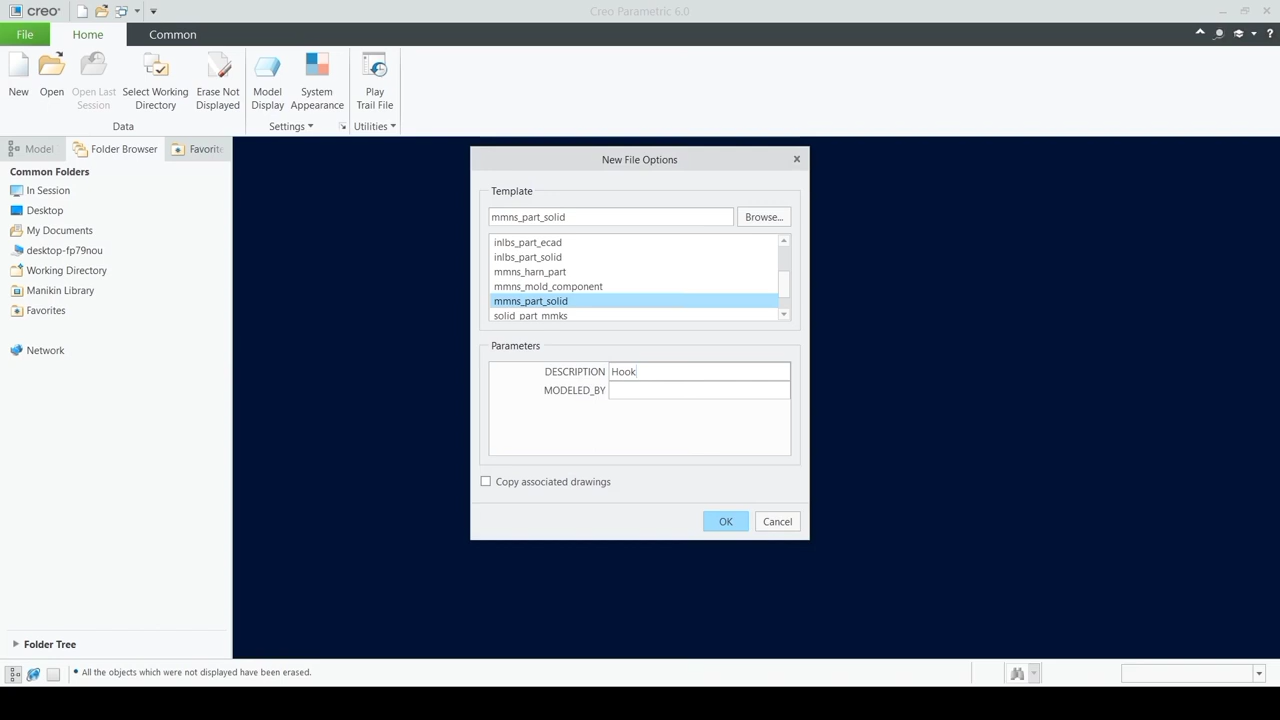 creo
Creo Parametric 6.0
File
Home
Common
New
Open
Open Last Session
Select Working Directory
Erase Not Displayed
Model Display
System Appearance
Play Trail File
Data
Settings
Utilities
Model
Folder Browser
Favorite
Common Folders
In Session
Desktop
My Documents
desktop-fp79nou
Working Directory
Manikin Library
Favorites
Network
Folder Tree
New File Options
Template
mmns_part_solid
Browse...
inlbs_part_ecad
inlbs_part_solid
mmns_harn_part
mmns_mold_component
mmns_part_solid
solid_part_mmks
Parameters
DESCRIPTION Hook
MODELED_BY
Copy associated drawings
OK
Cancel
All the objects which were not displayed have been erased.